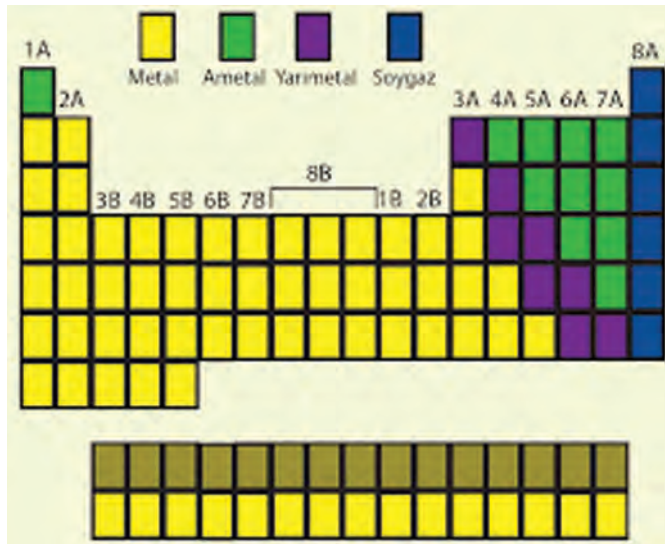 1A
Metal Ametal Yarımetal Soygaz
8A
2A
3A 4A 5A 6A 7A
8B
3B 4B 5B 6B 7B 1B 2B